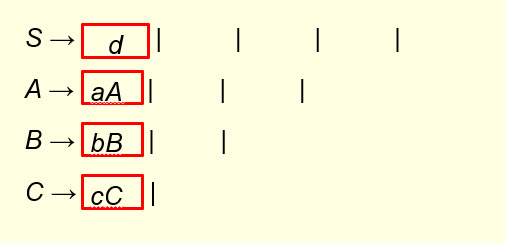 S → d | | | |
A → aA | | |
B → bB | |
C → cC |